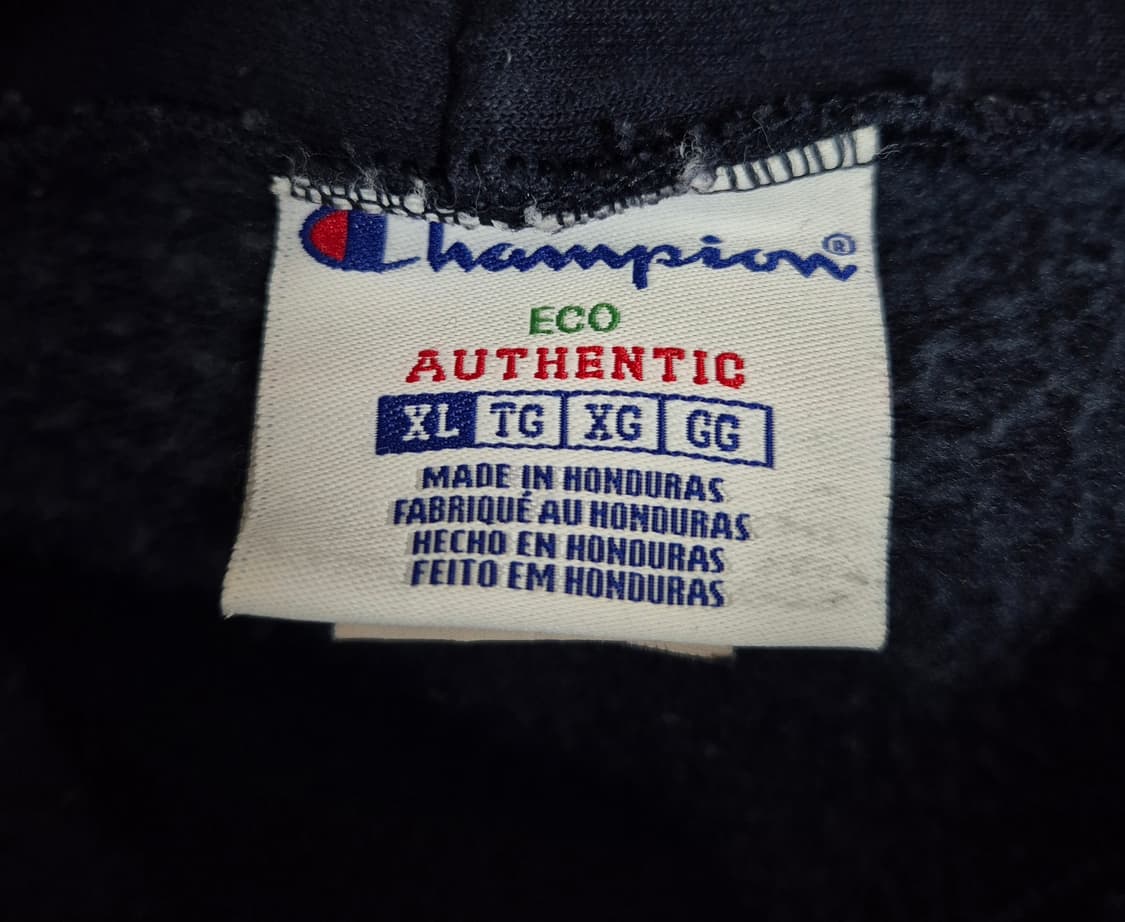 Champion®
ECO
AUTHENTIC
XL TG XG GG
MADE IN HONDURAS
FABRIQUÉ AU HONDURAS
HECHO EN HONDURAS
FEITO EM HONDURAS